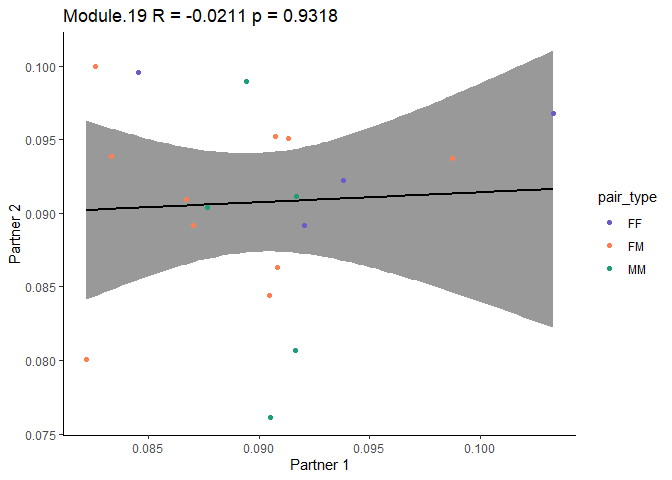 Module.19 R = -0.0211 p = 0.9318
0.100
0.095
0.090
0.085
0.080
0.075
Partner 2
0.085
0.090
0.095
0.100
Partner 1
pair_type
FF
FM
MM